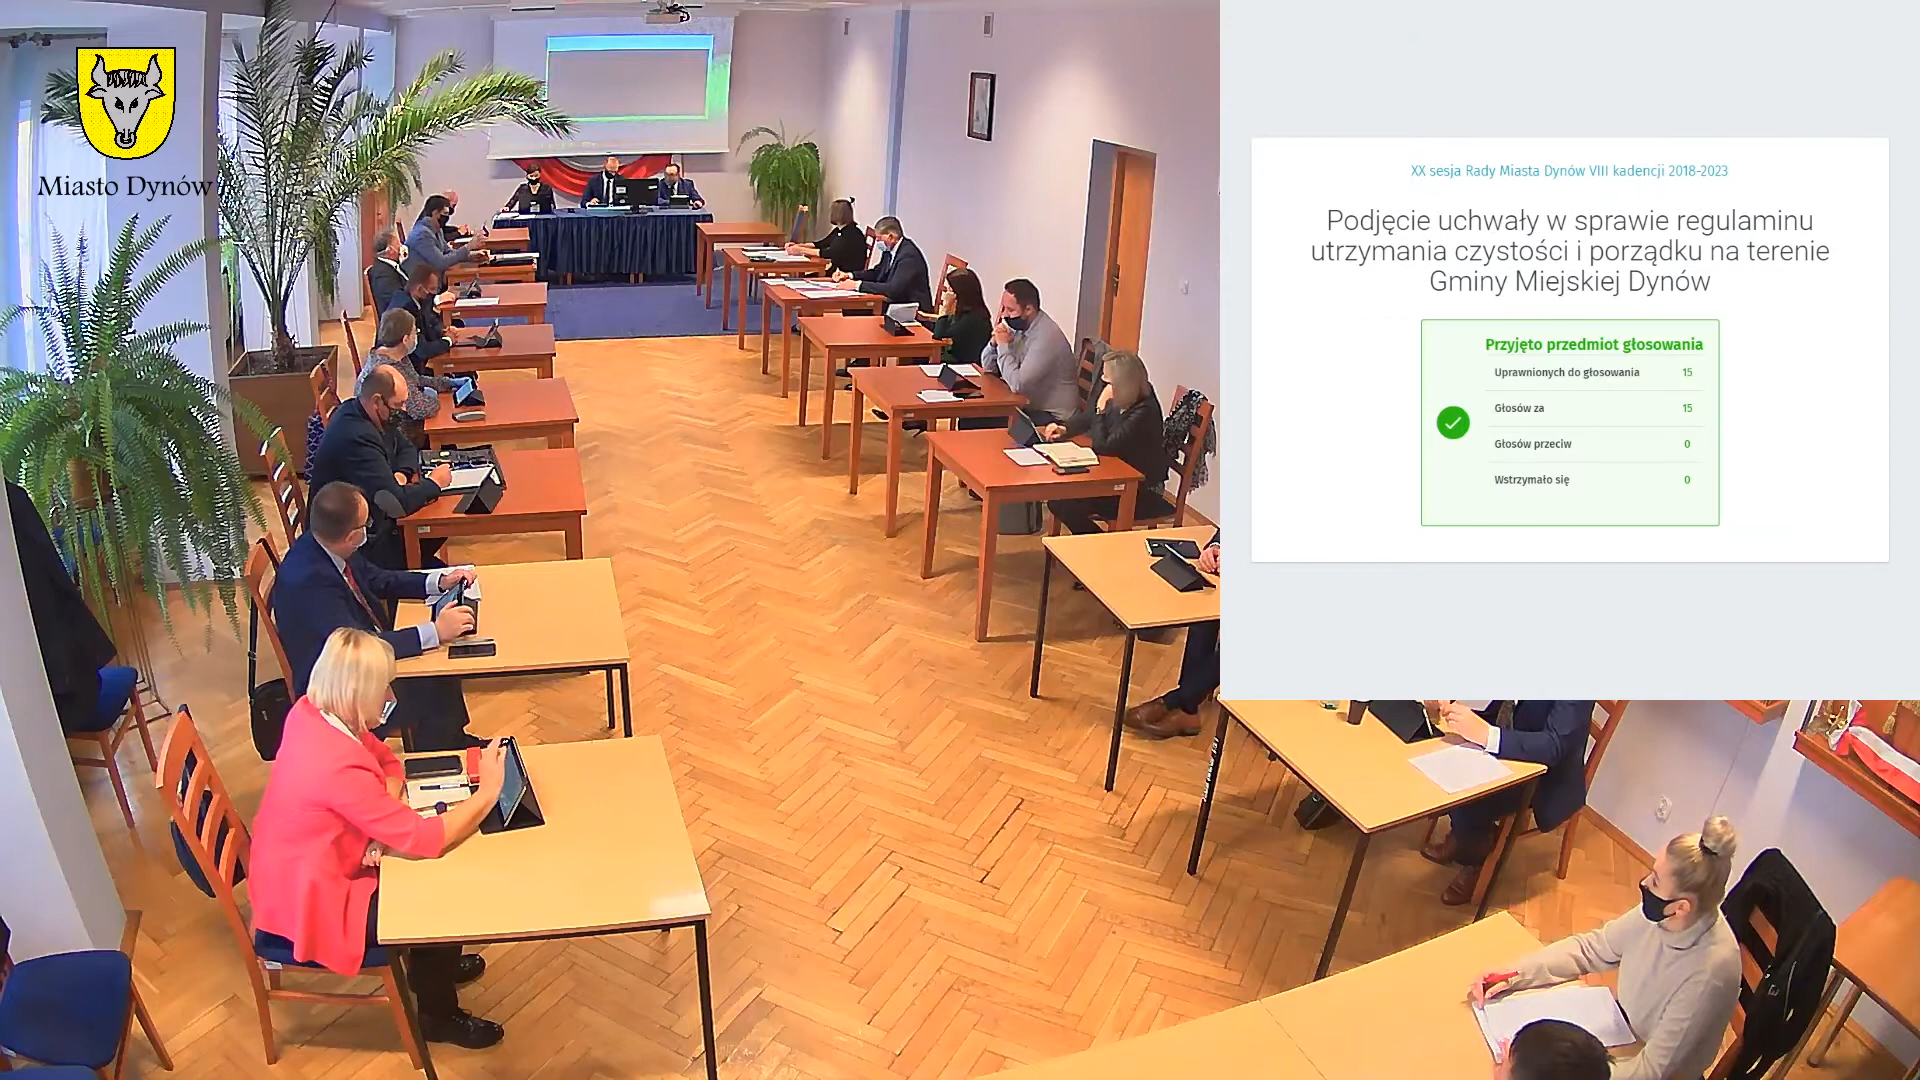 Miasto Dynów
XX sesja Rady Miasta Dynów VIII kadencji 2018-2023
Podjęcie uchwały w sprawie regulaminu
utrzymania czystości i porządku na terenie
Gminy Miejskiej Dynów
Przyjęto przedmiot głosowania
Uprawnionych do głosowania 15
Głosów za 15
Głosów przeciw 0
Wstrzymało się 0